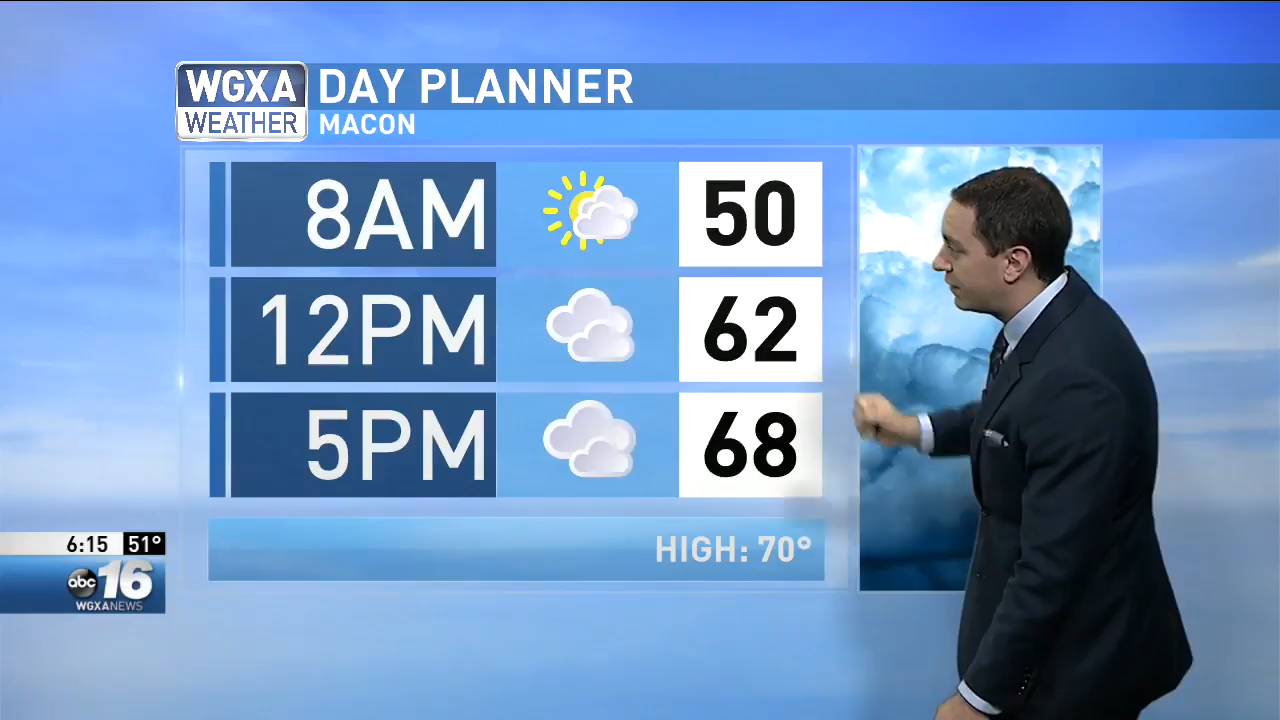 WGXA
WEATHER
DAY PLANNER
MACON
8AM
50
12PM
62
5PM
68
HIGH: 70°
6:15 51°
abc 16
WGXANEWS